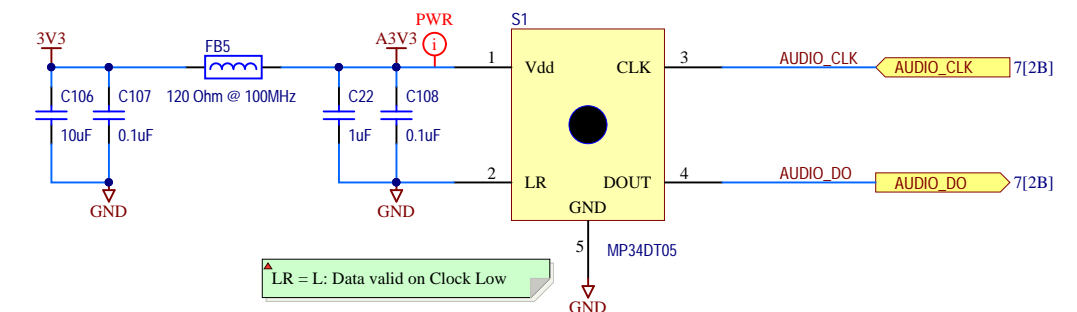 PWR
S1
3V3
FB5
A3V3
i
1
Vdd
CLK
3
AUDIO_CLK
AUDIO_CLK
7[2B]
C106
C107
120 Ohm @ 100MHz
C22
C108
10uF
0.1uF
1uF
0.1uF
2
LR
DOUT
4
AUDIO_DO
AUDIO_DO
7[2B]
GND
GND
GND
5
MP34DT05
LR = L: Data valid on Clock Low
GND